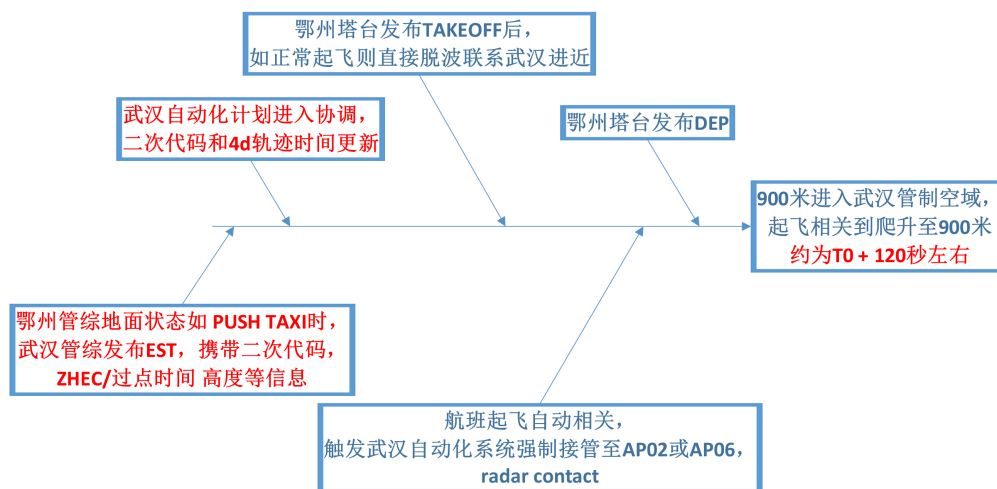 鄂州塔台发布TAKEOFF后，
如正常起飞则直接脱波联系武汉进近
武汉自动化计划进入协调，
二次代码和4d轨迹时间更新
鄂州塔台发布DEP
900米进入武汉管制空域，
起飞相关到爬升至900米
约为T0 + 120秒左右
鄂州管综地面状态如 PUSH TAXI时，
武汉管综发布EST，携带二次代码，
ZHEC/过点时间 高度等信息
航班起飞自动相关，
触发武汉自动化系统强制接管至AP02或AP06，
radar contact